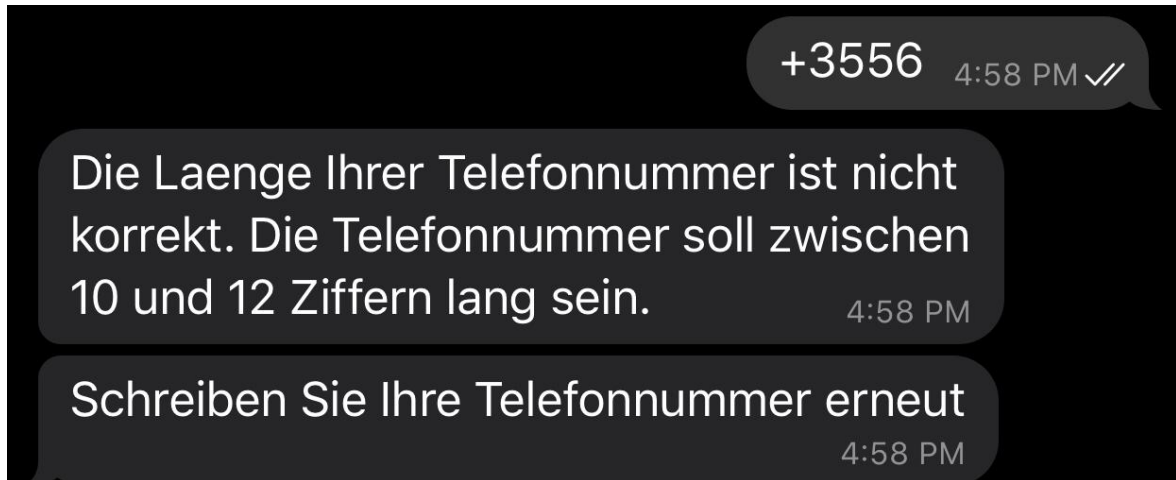 +3556 4:58 PM
Die Laenge Ihrer Telefonnummer ist nicht
korrekt. Die Telefonnummer soll zwischen
10 und 12 Ziffern lang sein. 4:58 PM
Schreiben Sie Ihre Telefonnummer erneut
4:58 PM